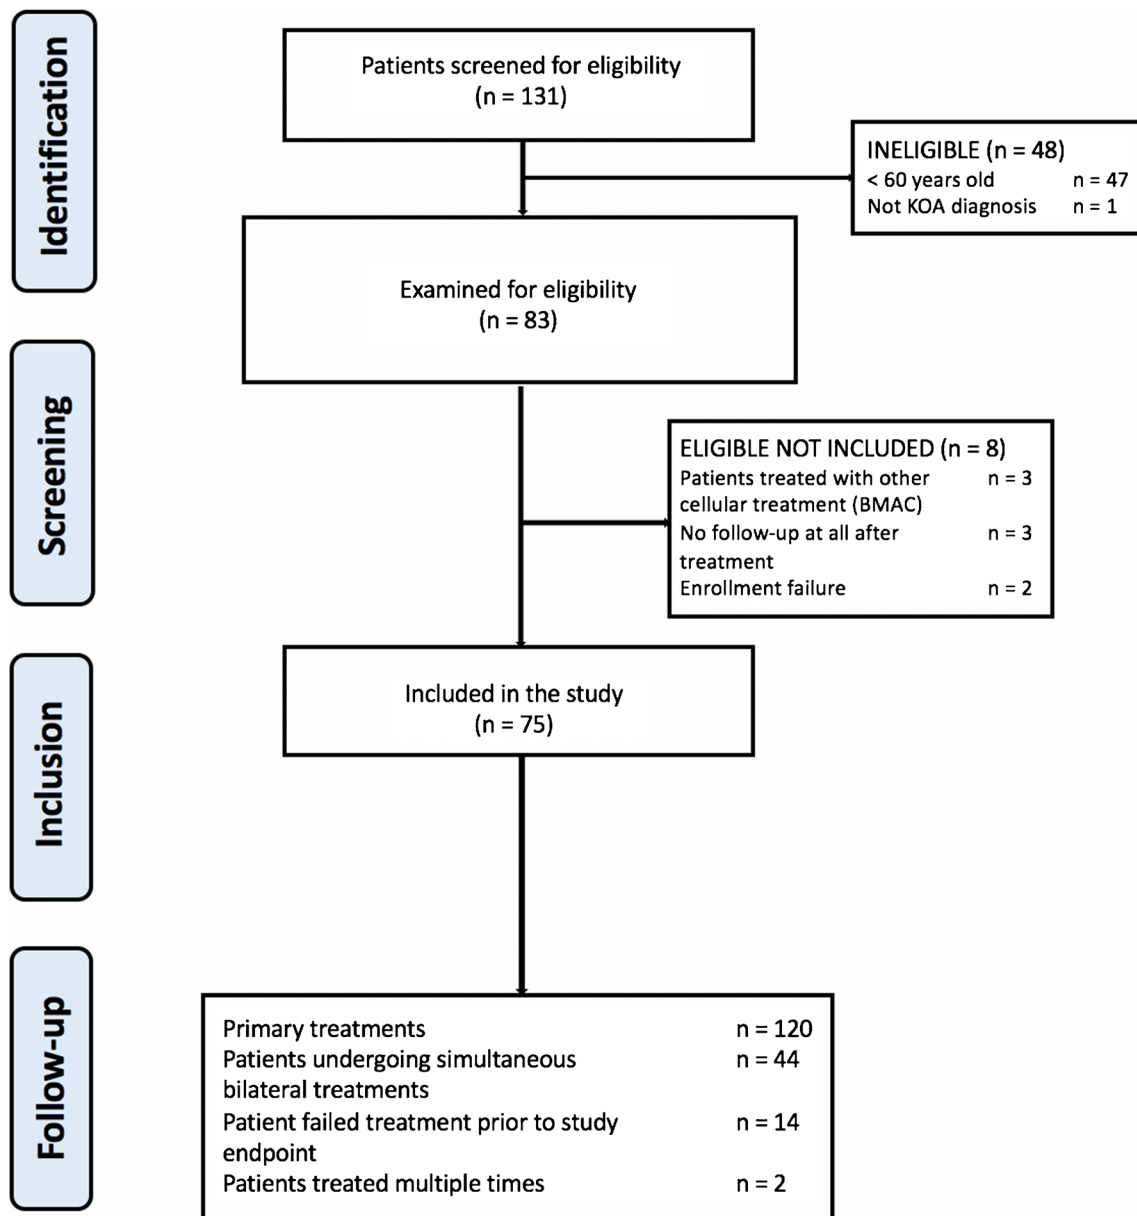 Identification
Patients screened for eligibility
(n = 131)
INELIGIBLE (n = 48)
< 60 years old n = 47
Not KOA diagnosis n = 1
Examined for eligibility
(n = 83)
Screening
ELIGIBLE NOT INCLUDED (n = 8)
Patients treated with other n = 3
cellular treatment (BMAC)
No follow-up at all after n = 3
treatment
Enrollment failure n = 2
Inclusion
Included in the study
(n = 75)
Follow-up
Primary treatments n = 120
Patients undergoing simultaneous n = 44
bilateral treatments
Patient failed treatment prior to study n = 14
endpoint
Patients treated multiple times n = 2